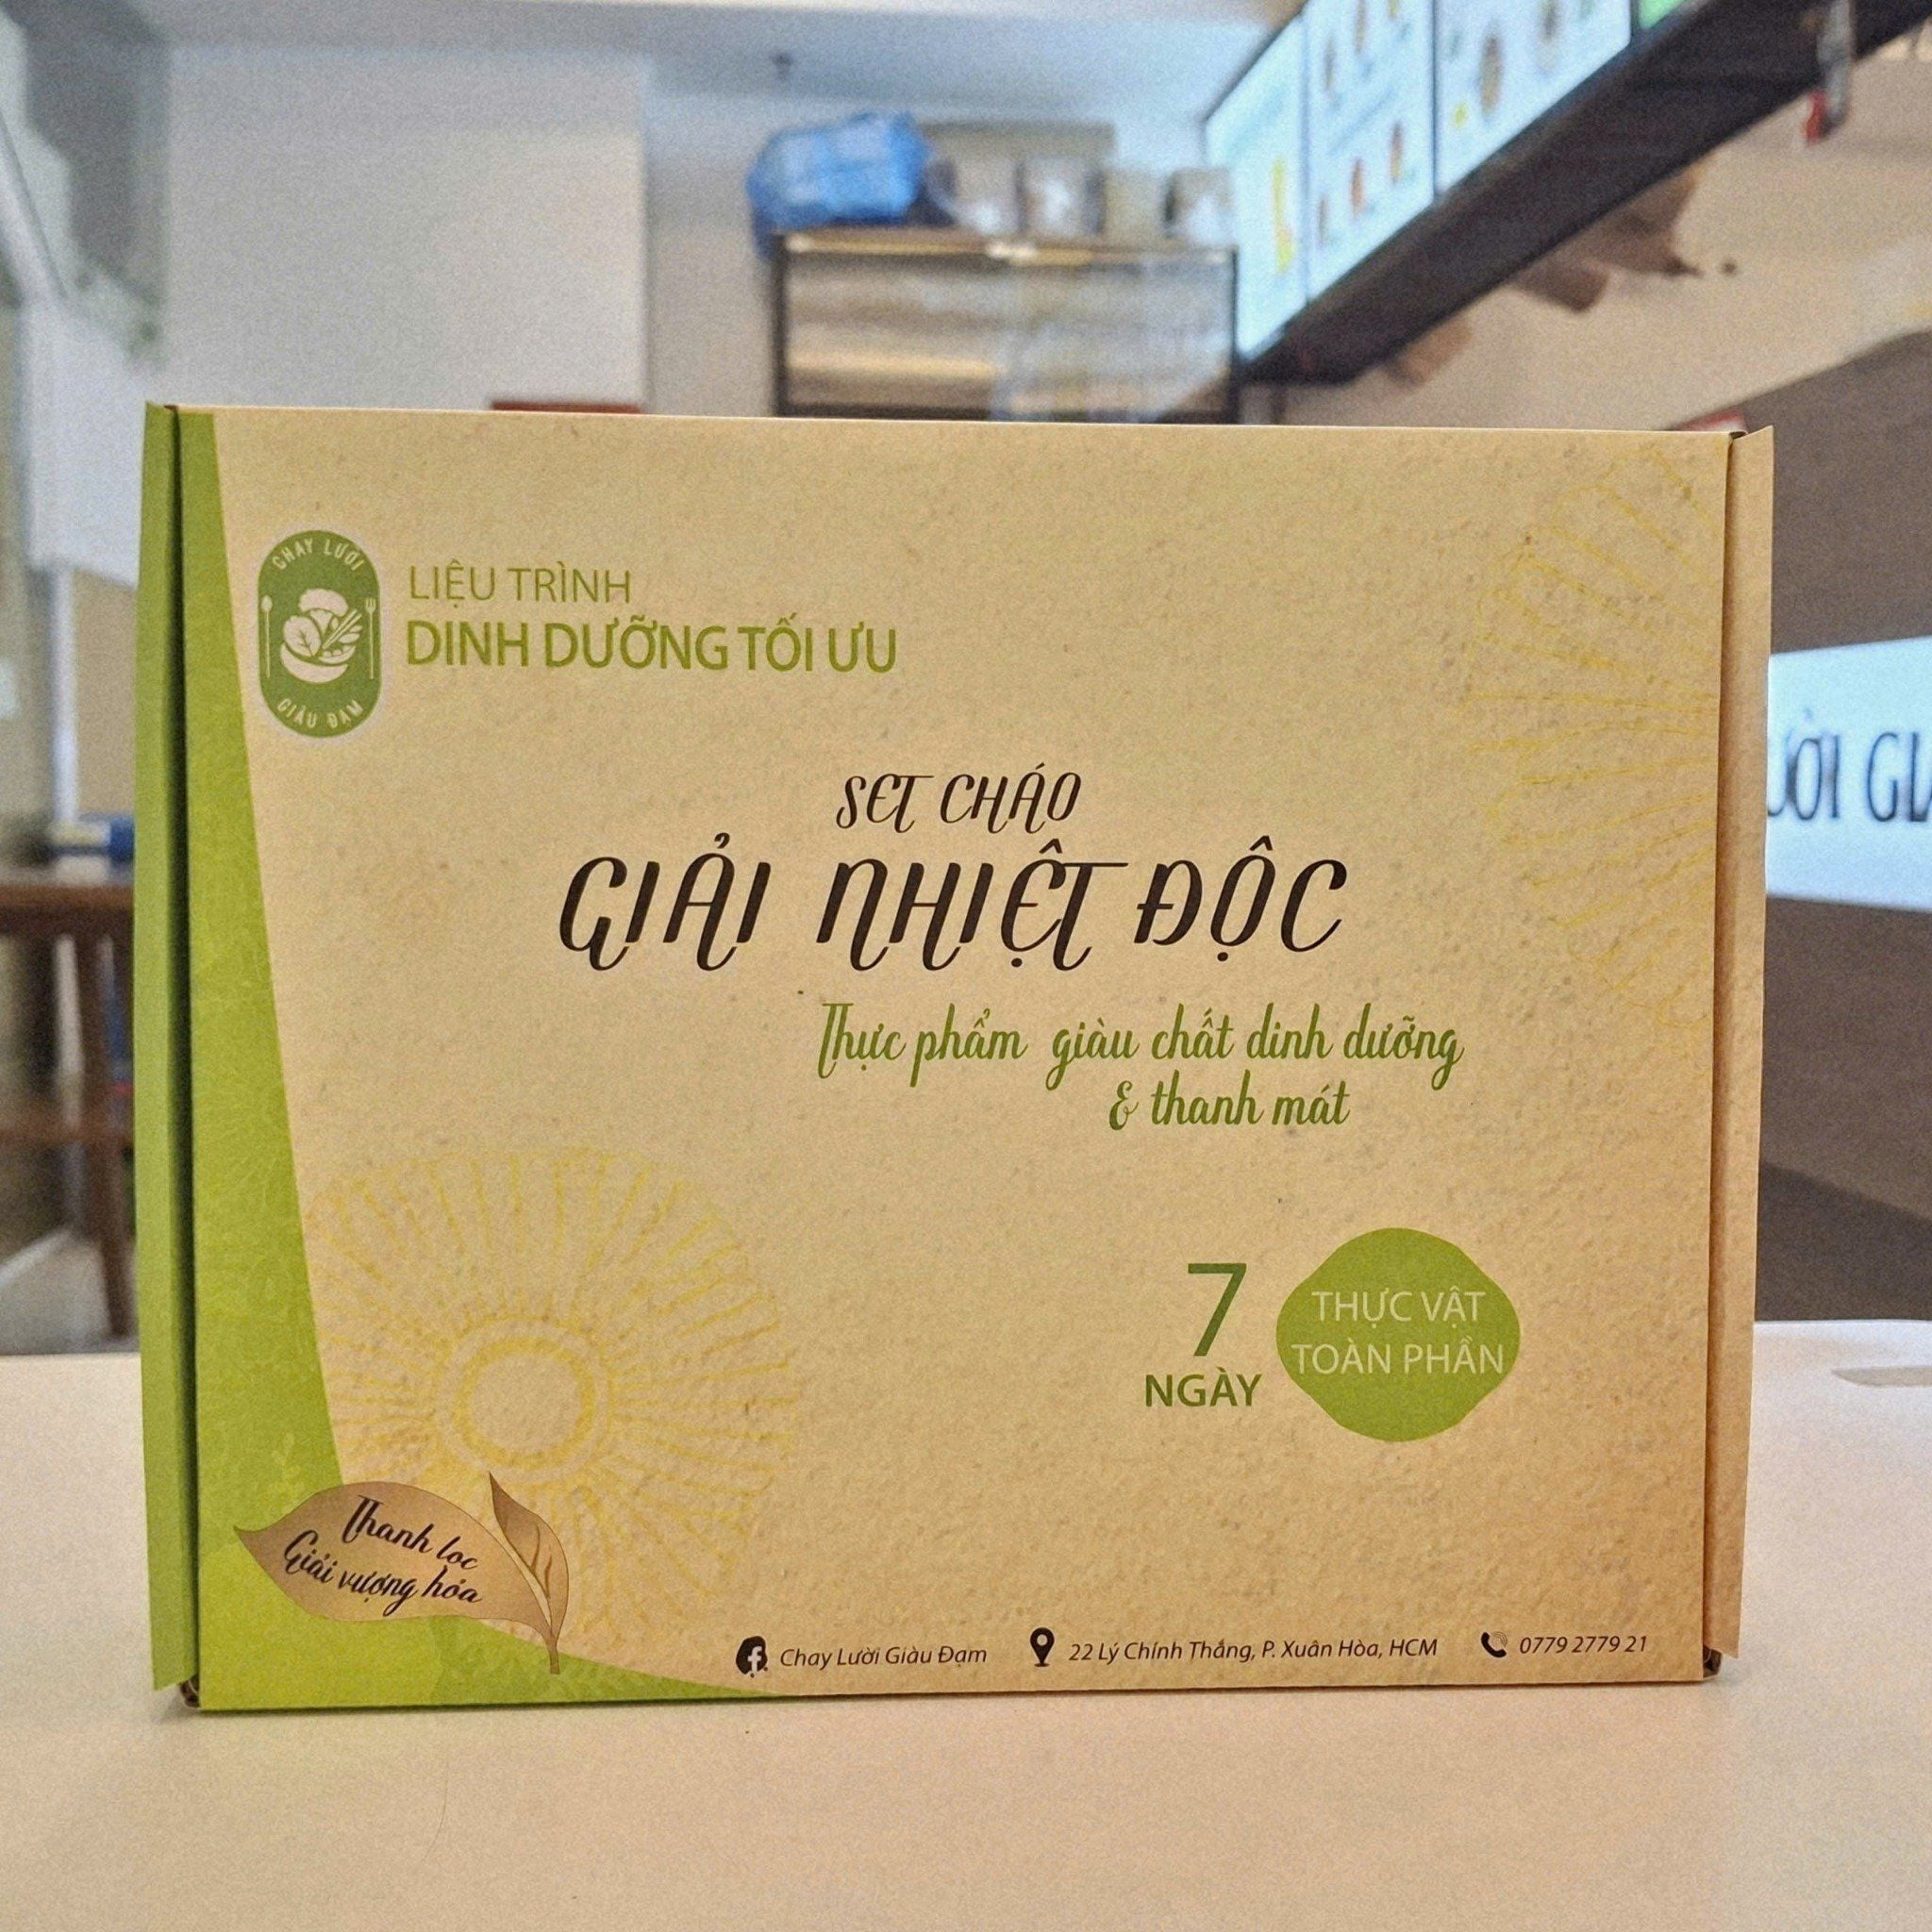 CHAY LƯỜI
GIÀU ĐẠM
LIỆU TRÌNH
DINH DƯỠNG TỐI ƯU
SET CHÁO
GIẢI NHIỆT ĐỘC
Thực phẩm giàu chất dinh dưỡng
& thanh mát
7
NGÀY
THỰC VẬT
TOÀN PHẦN
Thanh lọc
Giải vượng hỏa
Chay Lười Giàu Đạm
22 Lý Chính Thắng, P. Xuân Hòa, HCM
0779 2779 21